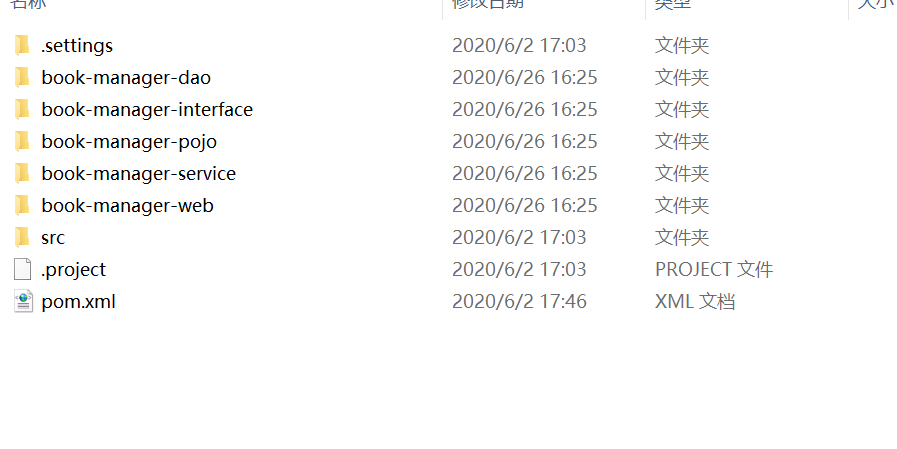 名称 修改日期 类型 大小
.settings 2020/6/2 17:03 文件夹
book-manager-dao 2020/6/26 16:25 文件夹
book-manager-interface 2020/6/26 16:25 文件夹
book-manager-pojo 2020/6/26 16:25 文件夹
book-manager-service 2020/6/26 16:25 文件夹
book-manager-web 2020/6/26 16:25 文件夹
src 2020/6/2 17:03 文件夹
.project 2020/6/2 17:03 PROJECT 文件
pom.xml 2020/6/2 17:46 XML 文档